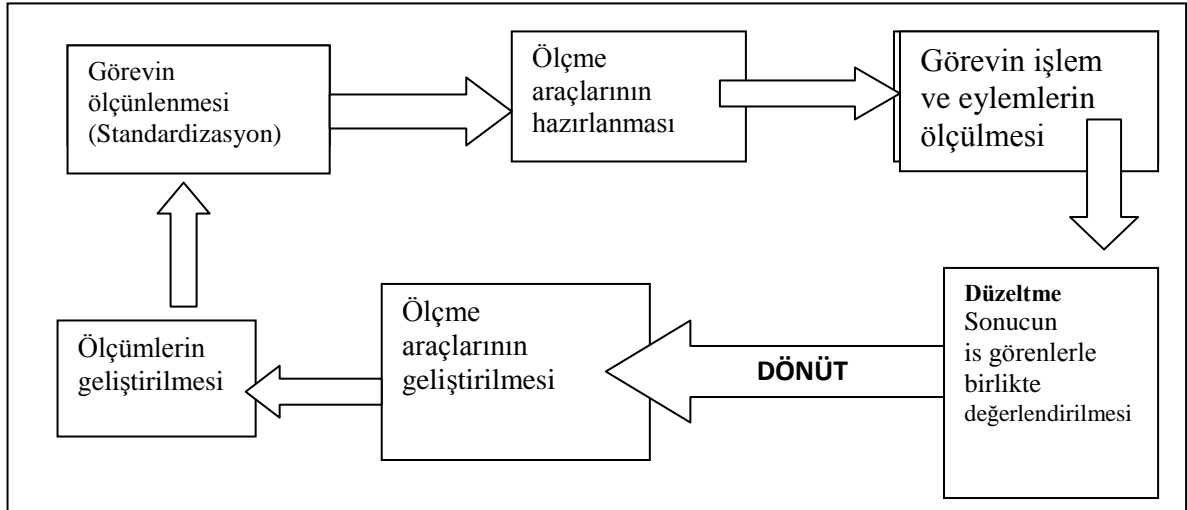 Görevin
ölçünlenmesi
(Standardizasyon)
Ölçme
araçlarının
hazırlanması
Görevin işlem
ve eylemlerin
ölçülmesi
Düzeltme
Sonucun
is görenlerle
birlikte
değerlendirilmesi
DÖNÜT
Ölçme
araçlarının
geliştirilmesi
Ölçümlerin
geliştirilmesi